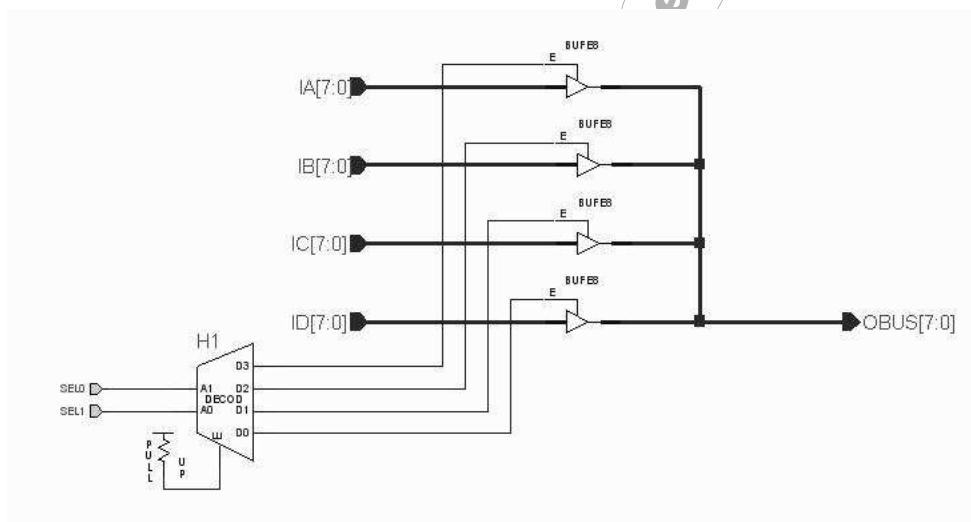 BUFE8
E
IA[7:0]
BUFE8
E
IB[7:0]
BUFE8
E
IC[7:0]
BUFE8
E
ID[7:0]
OBUS[7:0]
H1
D3
SEL0
A1
D2
DECOD
SEL1
A0
D1
D0
E
PULL
UP